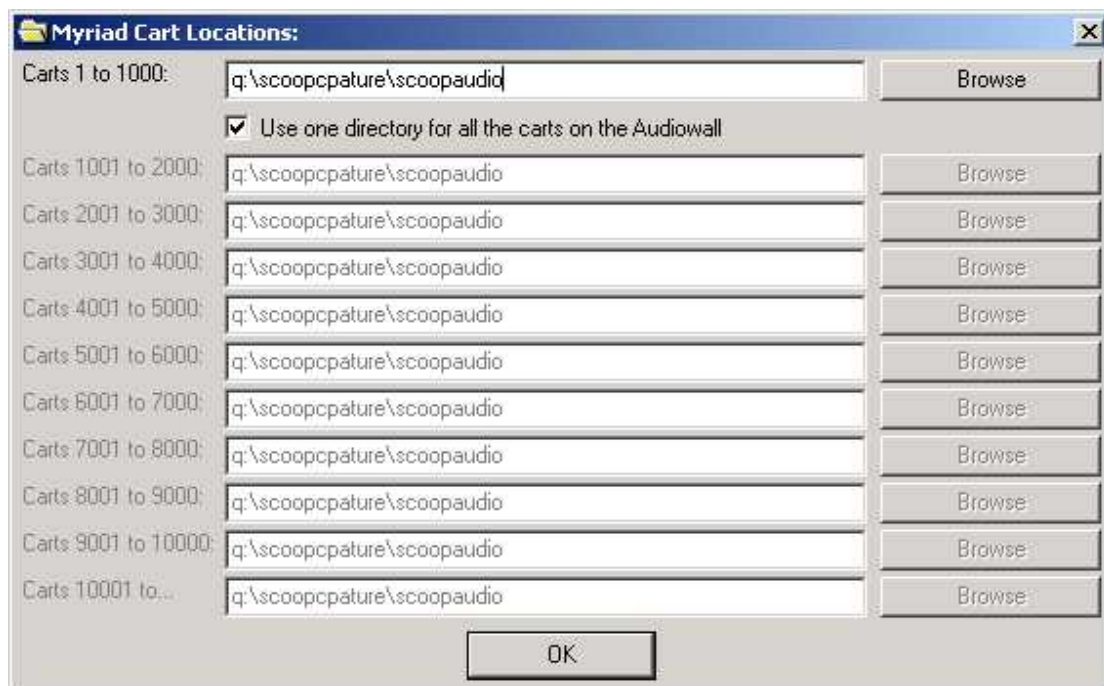 Myriad Cart Locations:
Carts 1 to 1000: q:\scoopcpature\scoopaudio Browse
Use one directory for all the carts on the Audiowall
Carts 1001 to 2000: q:\scoopcpature\scoopaudio Browse
Carts 2001 to 3000: q:\scoopcpature\scoopaudio Browse
Carts 3001 to 4000: q:\scoopcpature\scoopaudio Browse
Carts 4001 to 5000: q:\scoopcpature\scoopaudio Browse
Carts 5001 to 6000: q:\scoopcpature\scoopaudio Browse
Carts 6001 to 7000: q:\scoopcpature\scoopaudio Browse
Carts 7001 to 8000: q:\scoopcpature\scoopaudio Browse
Carts 8001 to 9000: q:\scoopcpature\scoopaudio Browse
Carts 9001 to 10000: q:\scoopcpature\scoopaudio Browse
Carts 10001 to... q:\scoopcpature\scoopaudio Browse
OK